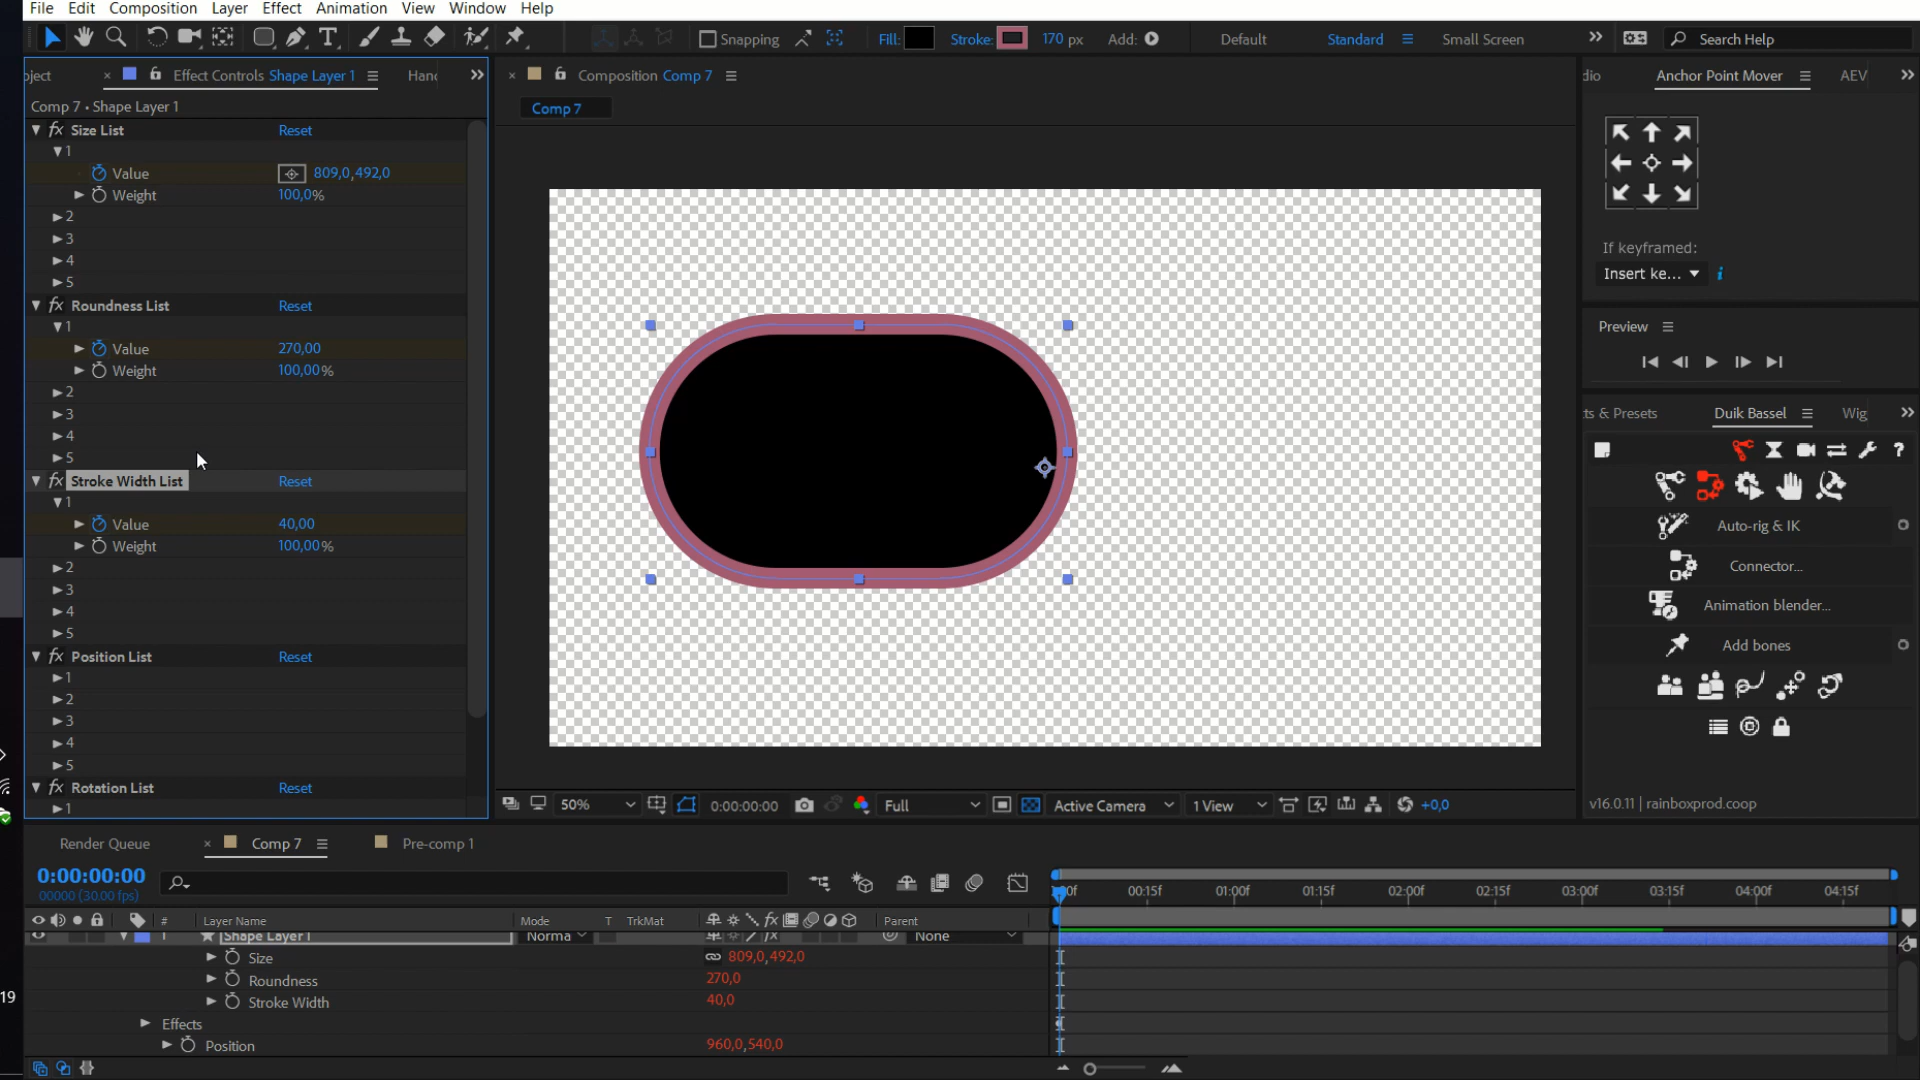 File Edit Composition Layer Effect Animation View Window Help
Snapping Fill: Stroke: 170 px Add: Default Standard Small Screen Search Help
oject Effect Controls Shape Layer 1 Hand
Comp 7 • Shape Layer 1
Size List Reset
1
Value 809,0,492,0
Weight 100,0%
2
3
4
5
Roundness List Reset
1
Value 270,00
Weight 100,00%
2
3
4
5
Stroke Width List Reset
1
Value 40,00
Weight 100,00%
2
3
4
5
Position List Reset
1
2
3
4
5
Rotation List Reset
1
Composition Comp 7
Comp 7
50% 0:00:00:00 Full Active Camera 1 View +0,0
dio Anchor Point Mover AEV
If keyframed:
Insert ke...
Preview
ts & Presets Duik Bassel Wig
Auto-rig & IK
Connector...
Animation blender...
Add bones
v16.0.11 | rainboxprod.coop
Render Queue Comp 7 Pre-comp 1
0:00:00:00
00000 (30.00 fps)
00f 00:15f 01:00f 01:15f 02:00f 02:15f 03:00f 03:15f 04:00f 04:15f
# Layer Name Mode T TrkMat Parent
1 Shape Layer 1 Norma None
Size 809,0,492,0
Roundness 270,0
Stroke Width 40,0
Effects
Position 960,0,540,0
19